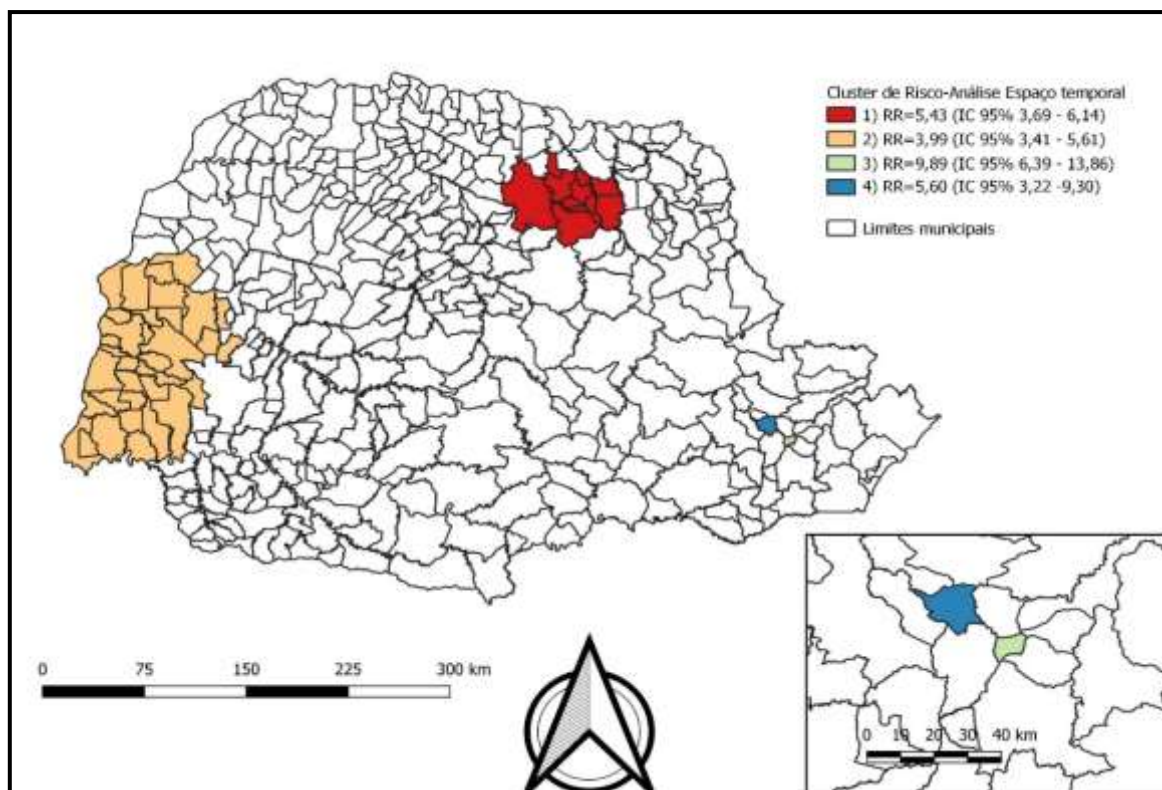 Cluster de Risco-Análise Espaço temporal
1) RR=5,43 (IC 95% 3,69 - 6,14)
2) RR=3,99 (IC 95% 3,41 - 5,61)
3) RR=9,89 (IC 95% 6,39 - 13,86)
4) RR=5,60 (IC 95% 3,22 -9,30)
Limites municipais
0 75 150 225 300 km
0 10 20 30 40 km